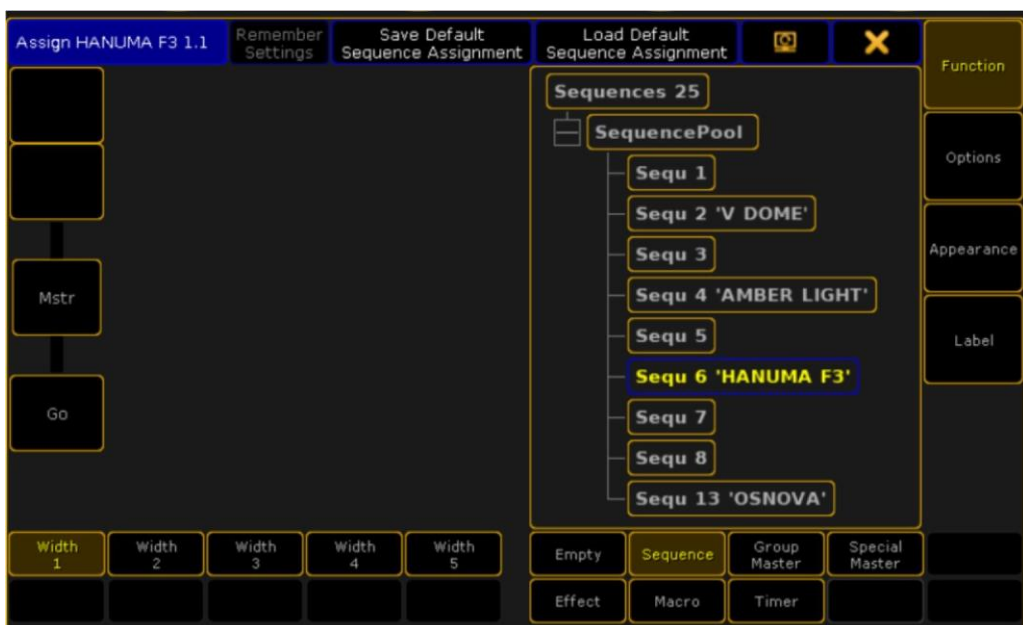 Assign HANUMA F3 1.1
Remember
Settings
Save Default
Sequence Assignment
Load Default
Sequence Assignment
Function
Options
Appearance
Label
Mstr
Go
Sequences 25
SequencePool
Sequ 1
Sequ 2 'V DOME'
Sequ 3
Sequ 4 'AMBER LIGHT'
Sequ 5
Sequ 6 'HANUMA F3'
Sequ 7
Sequ 8
Sequ 13 'OSNOVA'
Width
1
Width
2
Width
3
Width
4
Width
5
Empty
Sequence
Group
Master
Special
Master
Effect
Macro
Timer